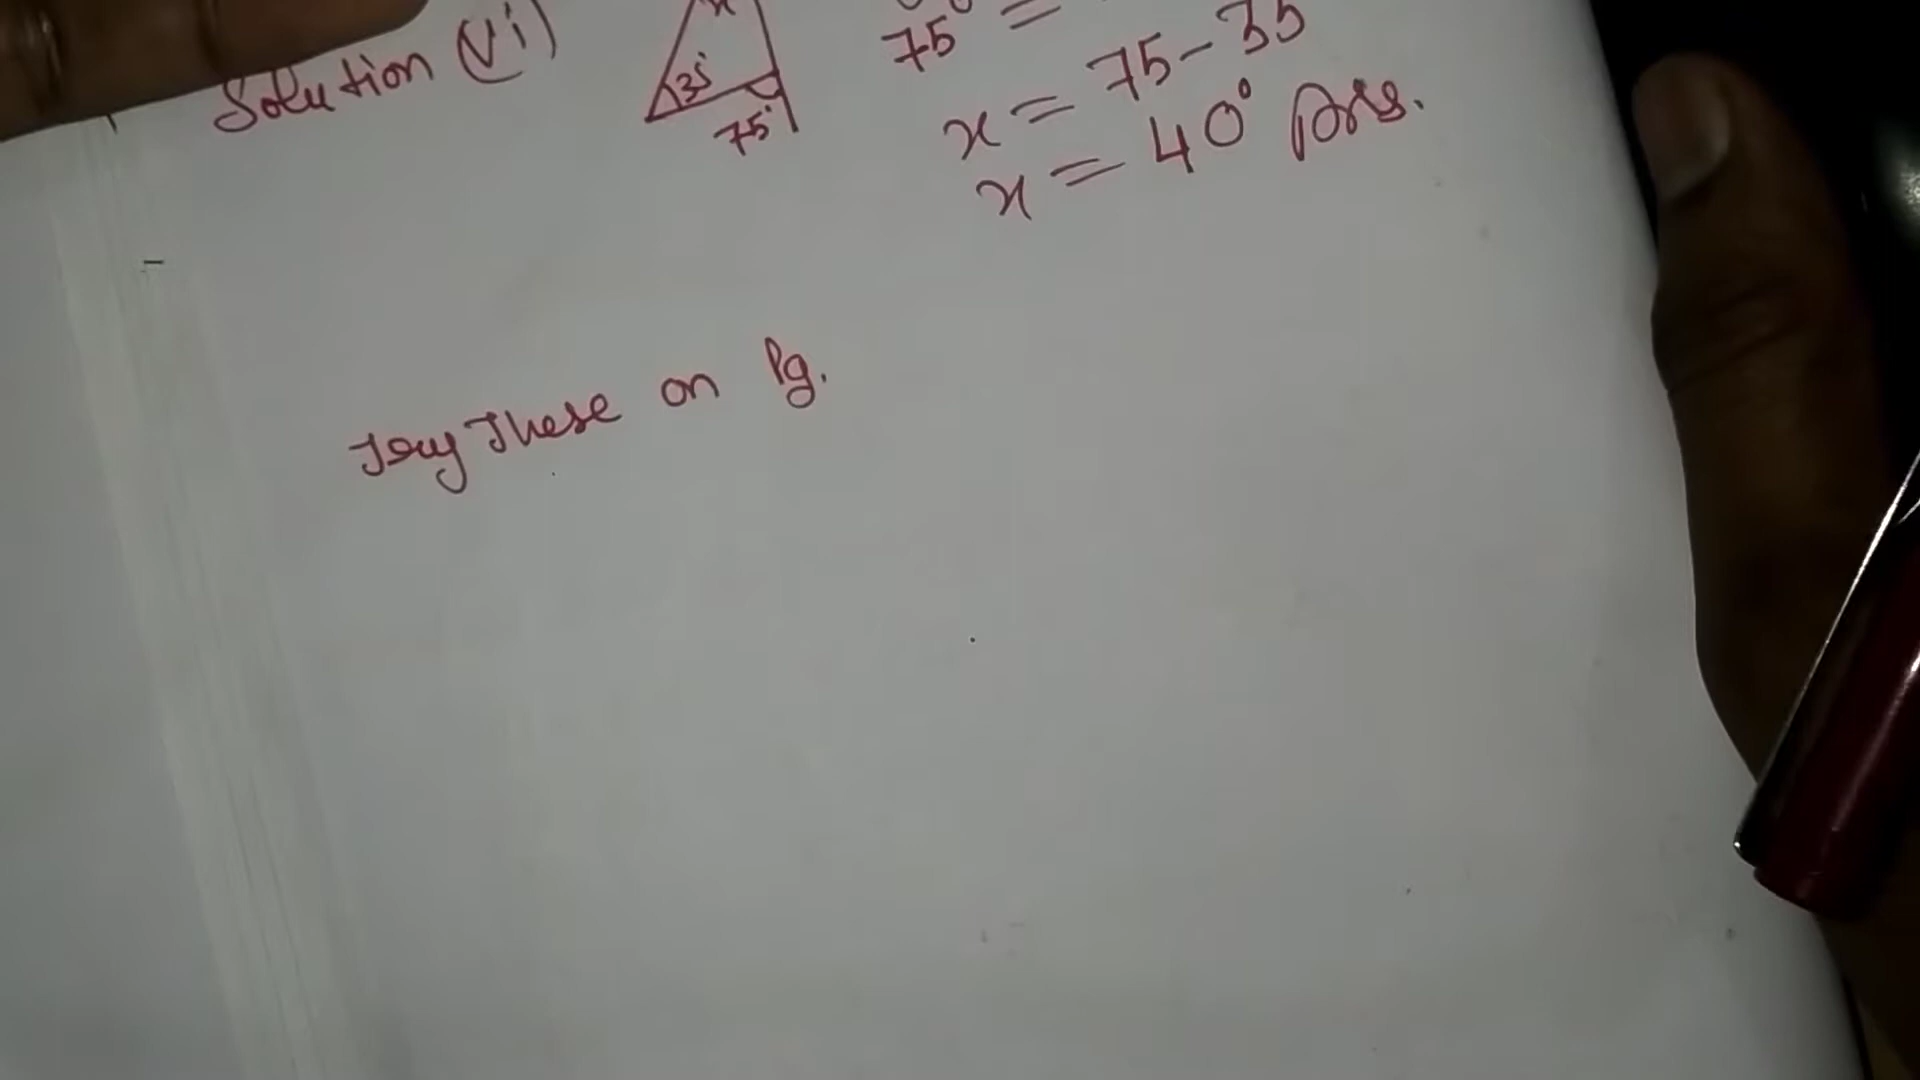 Solution (vi)
x
35°
75°
75° =
x = 75 - 35
x = 40° Ans.
Try These on Pg.